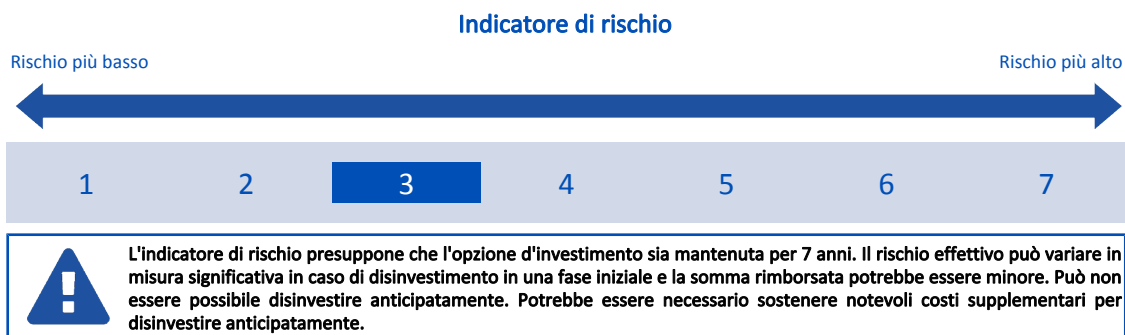 Indicatore di rischio
Rischio più basso
Rischio più alto
1 2 3 4 5 6 7
L'indicatore di rischio presuppone che l'opzione d'investimento sia mantenuta per 7 anni. Il rischio effettivo può variare in
misura significativa in caso di disinvestimento in una fase iniziale e la somma rimborsata potrebbe essere minore. Può non
essere possibile disinvestire anticipatamente. Potrebbe essere necessario sostenere notevoli costi supplementari per
disinvestire anticipatamente.